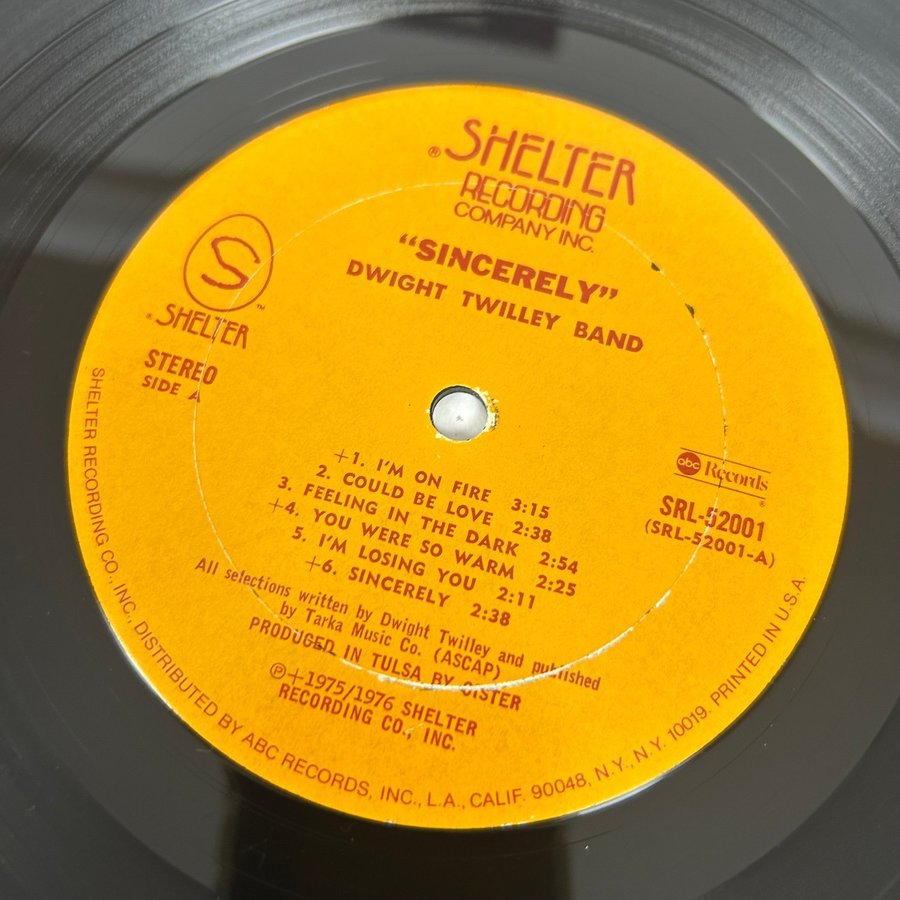 ® SHELTER
RECORDING
COMPANY INC.
"SINCERELY"
DWIGHT TWILLEY BAND
S ™
® SHELTER
STEREO
SIDE A
abc Records ®
SRL-52001
(SRL-52001-A)
+1. I'M ON FIRE 3:15
2. COULD BE LOVE 2:38
3. FEELING IN THE DARK 2:54
+4. YOU WERE SO WARM 2:25
5. I'M LOSING YOU 2:11
+6. SINCERELY 2:38
All selections written by Dwight Twilley and published
by Tarka Music Co. (ASCAP)
PRODUCED IN TULSA BY OISTER
℗+1975/1976 SHELTER
RECORDING CO., INC.
SHELTER RECORDING CO., INC., DISTRIBUTED BY ABC RECORDS, INC., L.A., CALIF. 90048, N.Y., N.Y. 10019. PRINTED IN U.S.A.